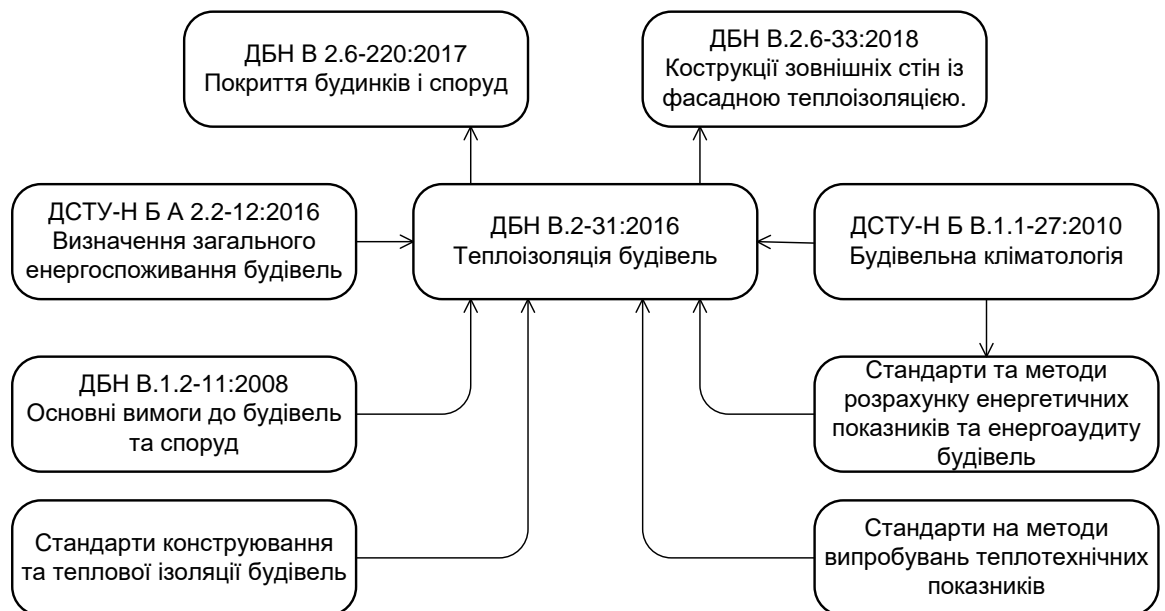 ДБН В 2.6-220:2017
Покриття будинків і споруд
ДБН В.2.6-33:2018
Кострукції зовнішніх стін із
фасадною теплоізоляцією.
ДСТУ-Н Б А 2.2-12:2016
Визначення загального
енергоспоживання будівель
ДБН В.2-31:2016
Теплоізоляція будівель
ДСТУ-Н Б В.1.1-27:2010
Будівельна кліматологія
ДБН В.1.2-11:2008
Основні вимоги до будівель
та споруд
Стандарти та методи
розрахунку енергетичних
показників та енергоаудиту
будівель
Стандарти конструювання
та теплової ізоляції будівель
Стандарти на методи
випробувань теплотехнічних
показників